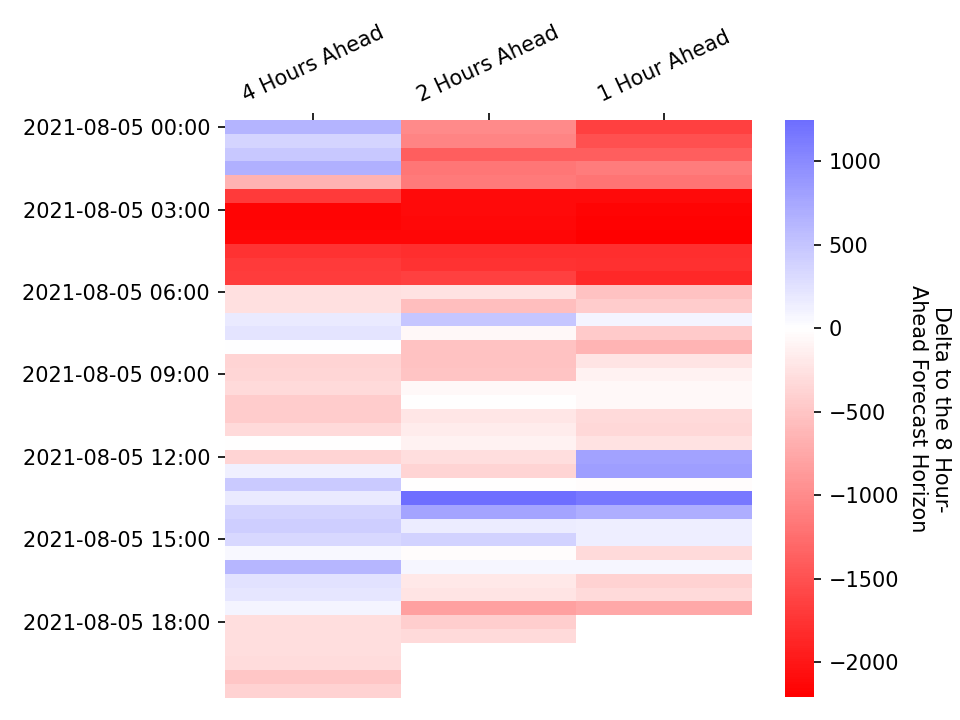 4 Hours Ahead
2 Hours Ahead
1 Hour Ahead
2021-08-05 00:00
2021-08-05 03:00
2021-08-05 06:00
2021-08-05 09:00
2021-08-05 12:00
2021-08-05 15:00
2021-08-05 18:00
1000
500
0
−500
−1000
−1500
−2000
Delta to the 8 Hour-
Ahead Forecast Horizon